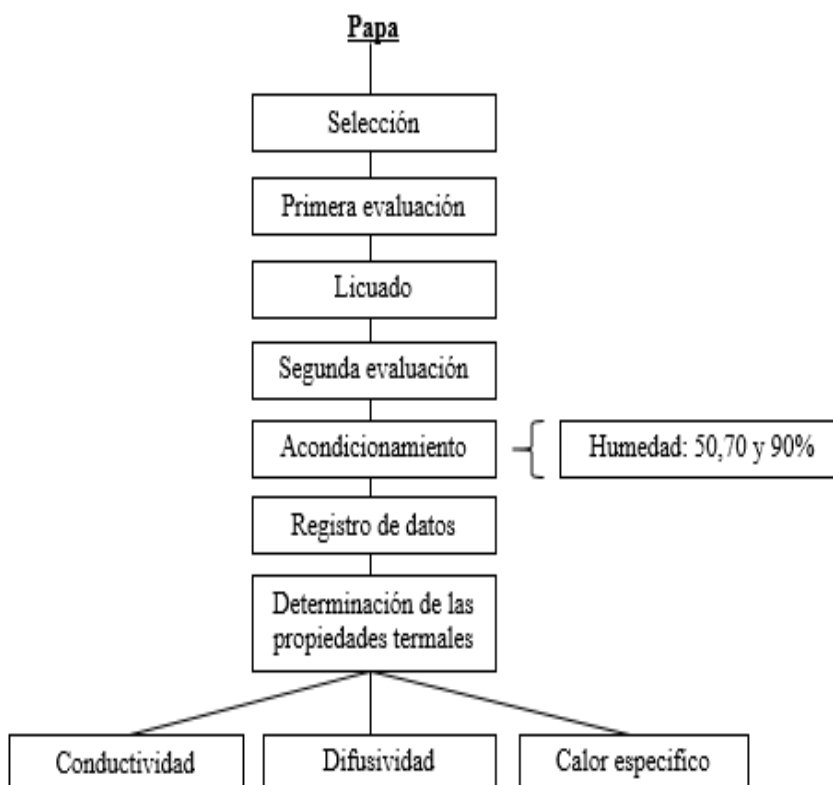 Papa
Selección
Primera evaluación
Licuado
Segunda evaluación
Acondicionamiento
Humedad: 50,70 y 90%
Registro de datos
Determinación de las
propiedades termales
Conductividad
Difusividad
Calor especifico